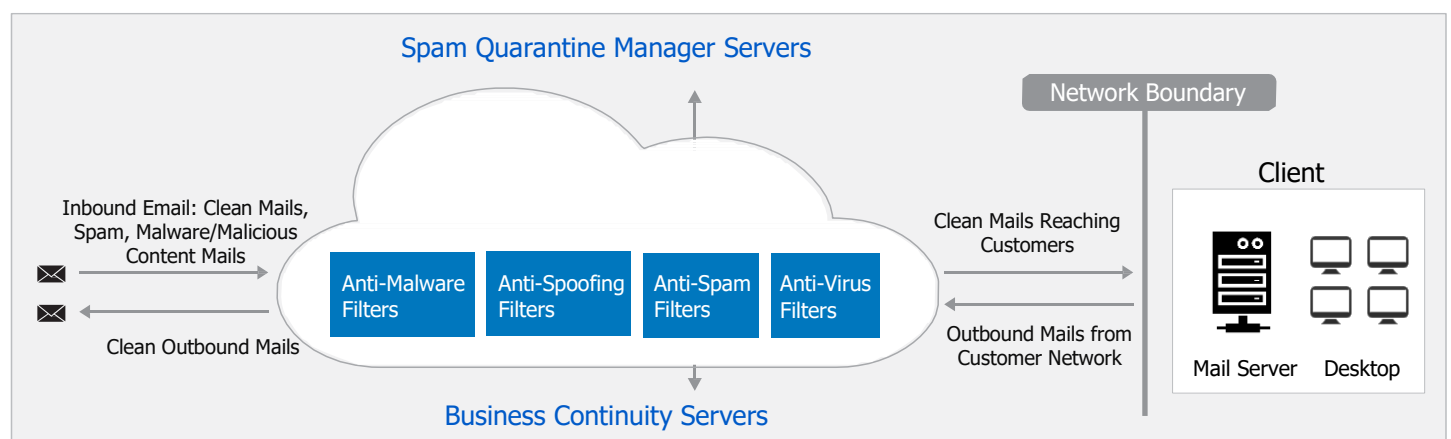 Spam Quarantine Manager Servers
Network Boundary
Client
Inbound Email: Clean Mails,
Spam, Malware/Malicious
Content Mails
Clean Mails Reaching
Customers
Anti-Malware
Filters
Anti-Spoofing
Filters
Anti-Spam
Filters
Anti-Virus
Filters
Clean Outbound Mails
Outbound Mails from
Customer Network
Mail Server
Desktop
Business Continuity Servers